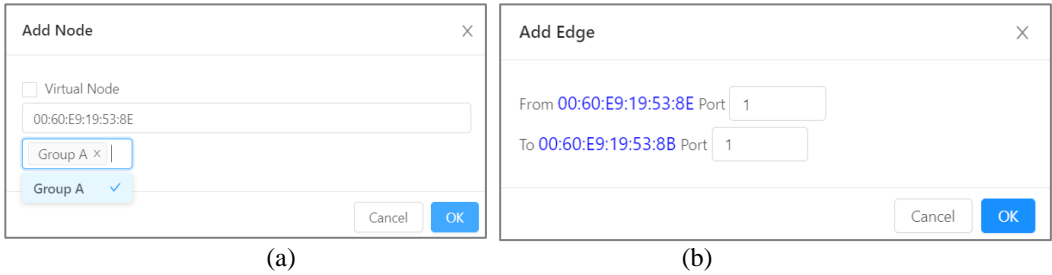 Add Node
Virtual Node
00:60:E9:19:53:8E
Group A ×
Group A
Cancel OK
(a)
Add Edge
From 00:60:E9:19:53:8E Port 1
To 00:60:E9:19:53:8B Port 1
Cancel OK
(b)